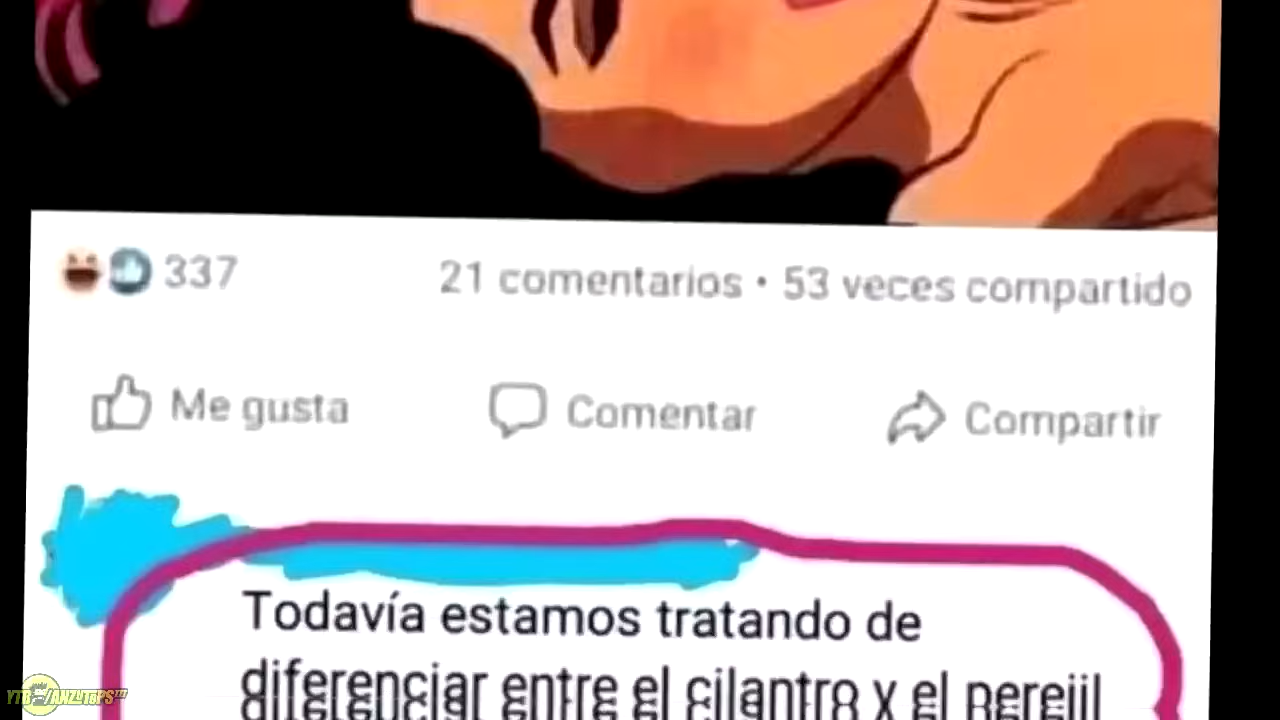 337
21 comentarios • 53 veces compartido
Me gusta
Comentar
Compartir
Todavía estamos tratando de
diferenciar entre el cilantro y el perejil